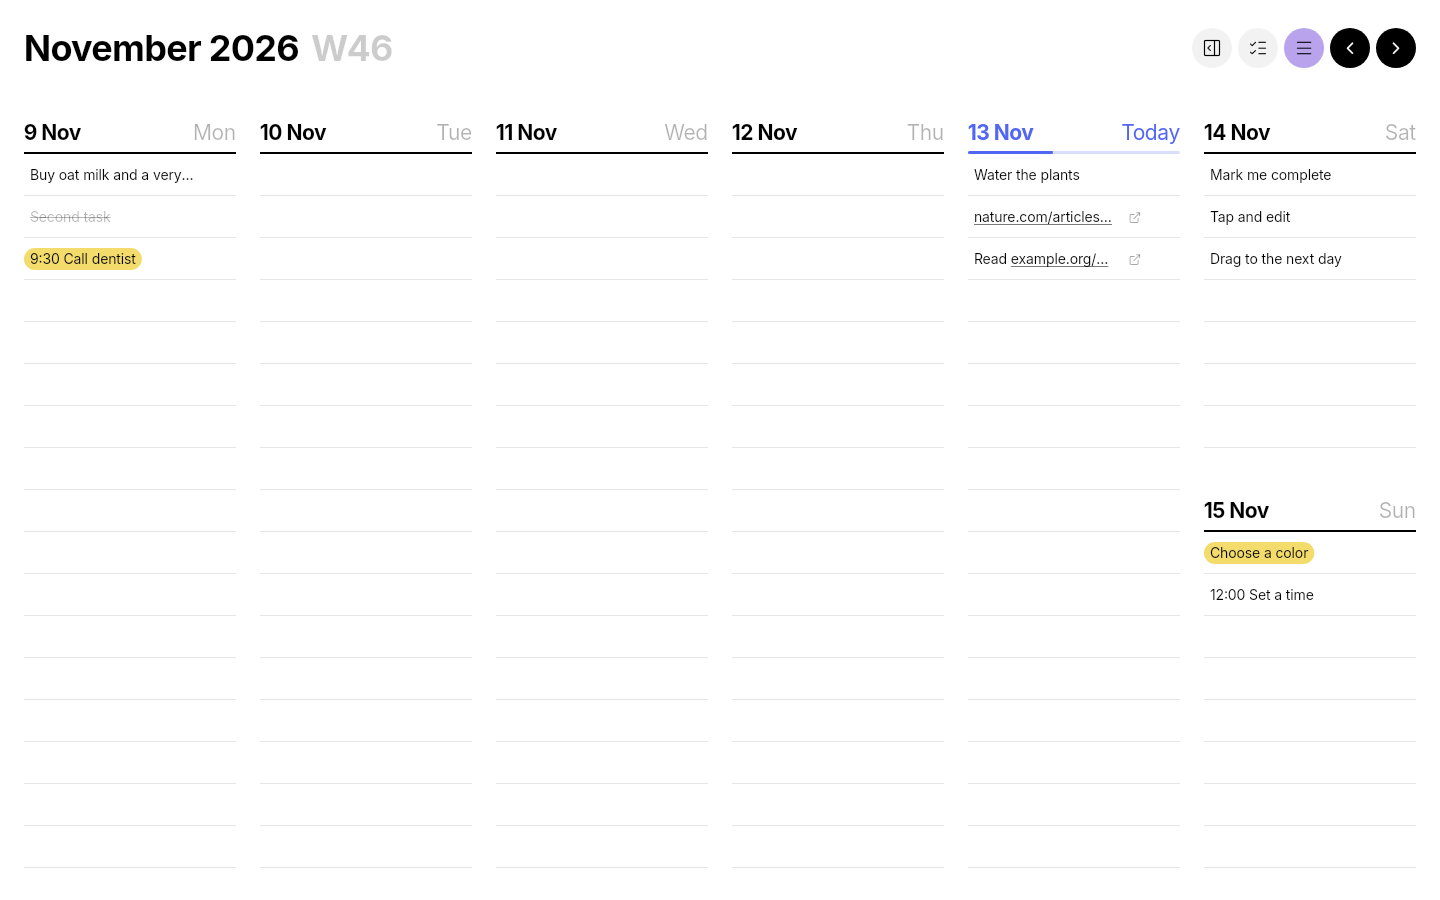 November 2026 W46
9 Nov Mon
Buy oat milk and a very...
Second task
9:30 Call dentist
10 Nov Tue
11 Nov Wed
12 Nov Thu
13 Nov Today
Water the plants
nature.com/articles...
Read example.org/...
14 Nov Sat
Mark me complete
Tap and edit
Drag to the next day
15 Nov Sun
Choose a color
12:00 Set a time